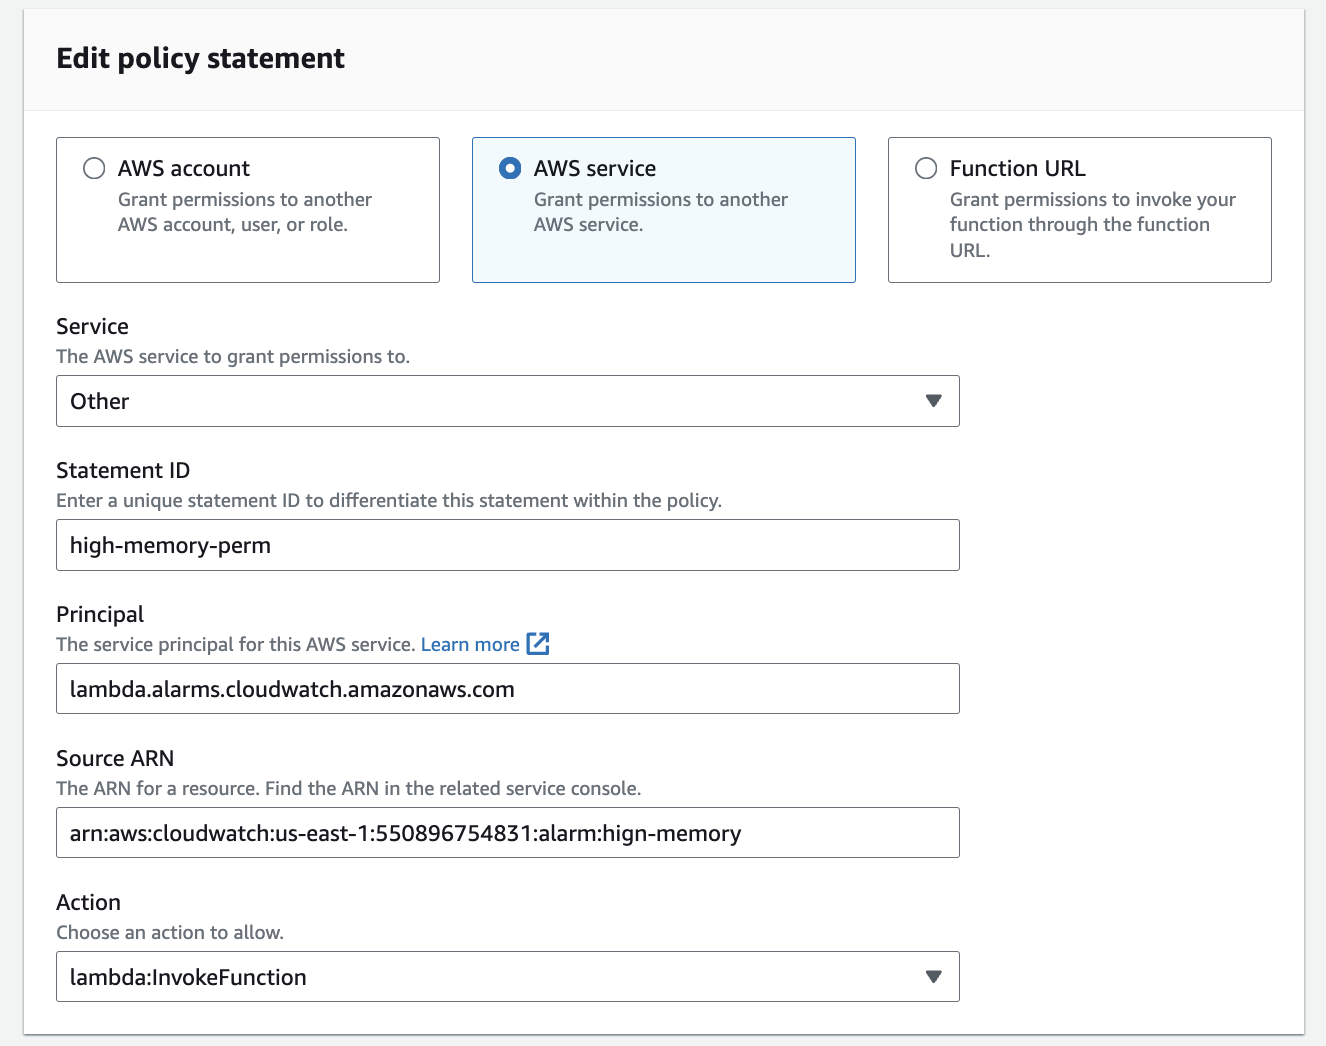 Edit policy statement
AWS account
Grant permissions to another
AWS account, user, or role.
AWS service
Grant permissions to another
AWS service.
Function URL
Grant permissions to invoke your
function through the function
URL.
Service
The AWS service to grant permissions to.
Other
Statement ID
Enter a unique statement ID to differentiate this statement within the policy.
high-memory-perm
Principal
The service principal for this AWS service. Learn more
lambda.alarms.cloudwatch.amazonaws.com
Source ARN
The ARN for a resource. Find the ARN in the related service console.
arn:aws:cloudwatch:us-east-1:550896754831:alarm:hign-memory
Action
Choose an action to allow.
lambda:InvokeFunction